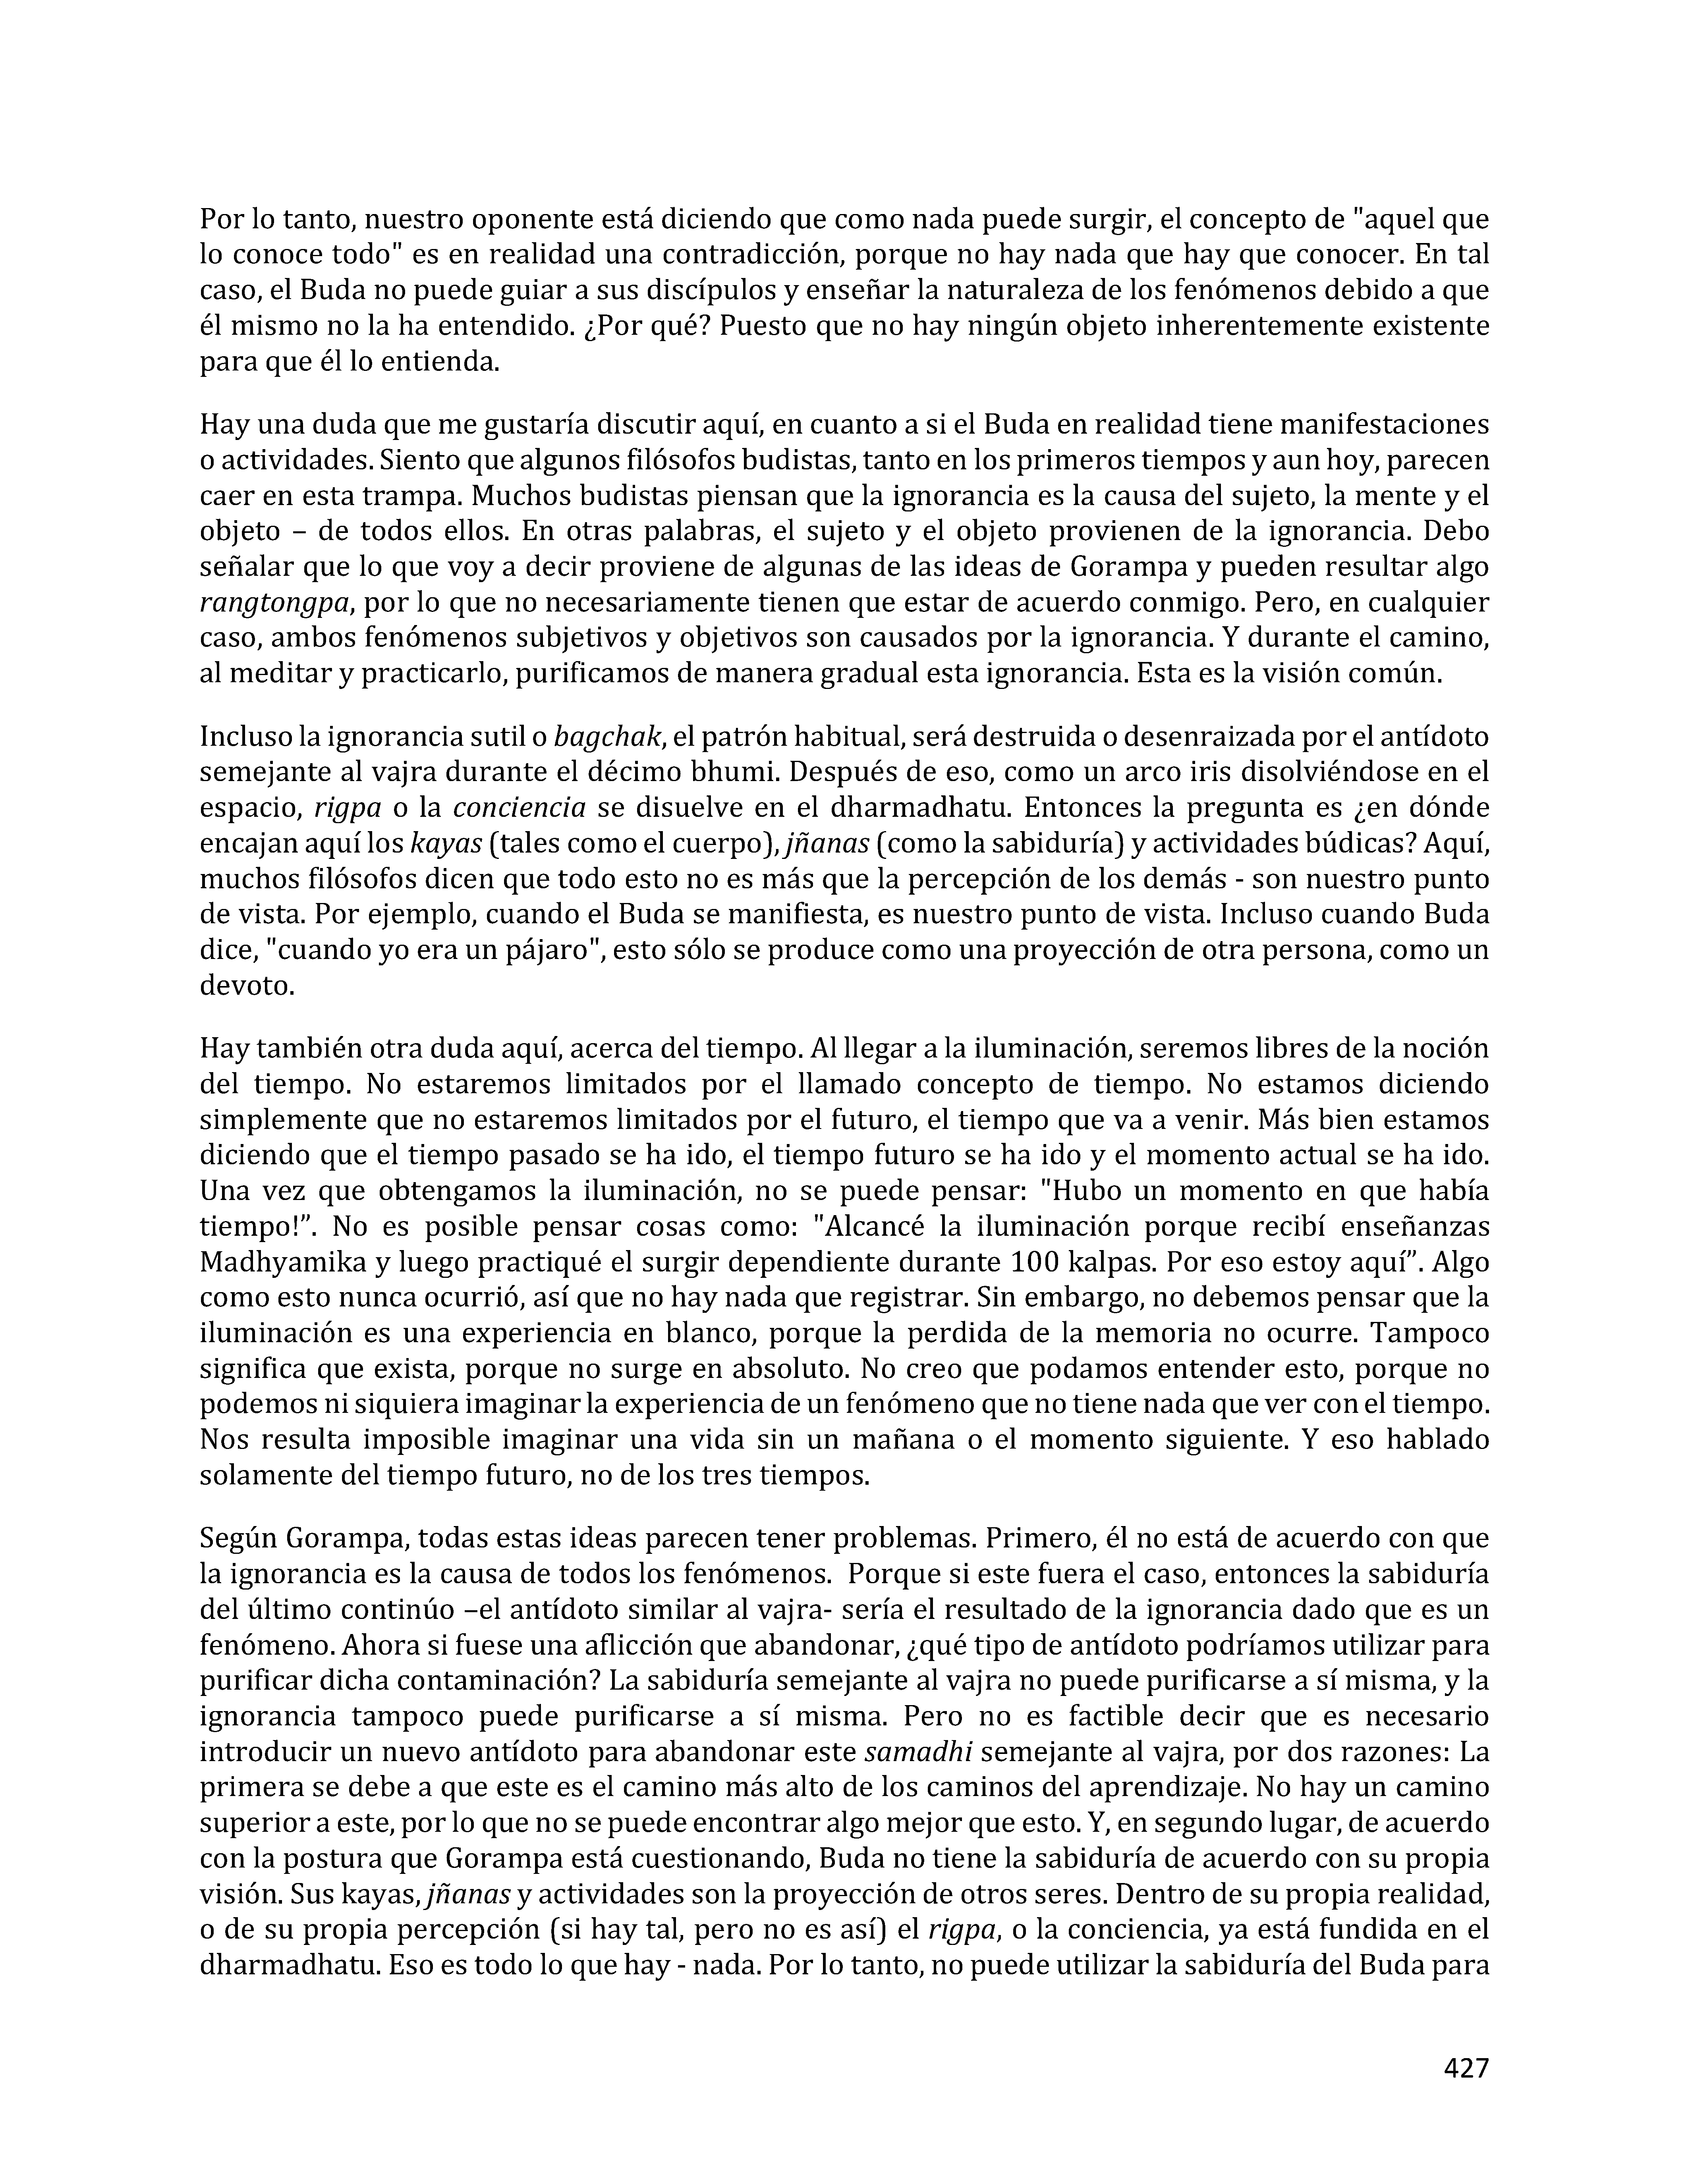 Por lo tanto, nuestro oponente está diciendo que como nada puede surgir, el concepto de "aquel que
lo conoce todo" es en realidad una contradicción, porque no hay nada que hay que conocer. En tal
caso, el Buda no puede guiar a sus discípulos y enseñar la naturaleza de los fenómenos debido a que
él mismo no la ha entendido. ¿Por qué? Puesto que no hay ningún objeto inherentemente existente
para que él lo entienda.
Hay una duda que me gustaría discutir aquí, en cuanto a si el Buda en realidad tiene manifestaciones
o actividades. Siento que algunos filósofos budistas, tanto en los primeros tiempos y aun hoy, parecen
caer en esta trampa. Muchos budistas piensan que la ignorancia es la causa del sujeto, la mente y el
objeto – de todos ellos. En otras palabras, el sujeto y el objeto provienen de la ignorancia. Debo
señalar que lo que voy a decir proviene de algunas de las ideas de Gorampa y pueden resultar algo
rangtongpa, por lo que no necesariamente tienen que estar de acuerdo conmigo. Pero, en cualquier
caso, ambos fenómenos subjetivos y objetivos son causados por la ignorancia. Y durante el camino,
al meditar y practicarlo, purificamos de manera gradual esta ignorancia. Esta es la visión común.
Incluso la ignorancia sutil o bagchak, el patrón habitual, será destruida o desenraizada por el antídoto
semejante al vajra durante el décimo bhumi. Después de eso, como un arco iris disolviéndose en el
espacio, rigpa o la conciencia se disuelve en el dharmadhatu. Entonces la pregunta es ¿en dónde
encajan aquí los kayas (tales como el cuerpo), jñanas (como la sabiduría) y actividades búdicas? Aquí,
muchos filósofos dicen que todo esto no es más que la percepción de los demás - son nuestro punto
de vista. Por ejemplo, cuando el Buda se manifiesta, es nuestro punto de vista. Incluso cuando Buda
dice, "cuando yo era un pájaro", esto sólo se produce como una proyección de otra persona, como un
devoto.
Hay también otra duda aquí, acerca del tiempo. Al llegar a la iluminación, seremos libres de la noción
del tiempo. No estaremos limitados por el llamado concepto de tiempo. No estamos diciendo
simplemente que no estaremos limitados por el futuro, el tiempo que va a venir. Más bien estamos
diciendo que el tiempo pasado se ha ido, el tiempo futuro se ha ido y el momento actual se ha ido.
Una vez que obtengamos la iluminación, no se puede pensar: "Hubo un momento en que había
tiempo!”. No es posible pensar cosas como: "Alcancé la iluminación porque recibí enseñanzas
Madhyamika y luego practiqué el surgir dependiente durante 100 kalpas. Por eso estoy aquí”. Algo
como esto nunca ocurrió, así que no hay nada que registrar. Sin embargo, no debemos pensar que la
iluminación es una experiencia en blanco, porque la perdida de la memoria no ocurre. Tampoco
significa que exista, porque no surge en absoluto. No creo que podamos entender esto, porque no
podemos ni siquiera imaginar la experiencia de un fenómeno que no tiene nada que ver con el tiempo.
Nos resulta imposible imaginar una vida sin un mañana o el momento siguiente. Y eso hablado
solamente del tiempo futuro, no de los tres tiempos.
Según Gorampa, todas estas ideas parecen tener problemas. Primero, él no está de acuerdo con que
la ignorancia es la causa de todos los fenómenos.  Porque si este fuera el caso, entonces la sabiduría
del último continúo –el antídoto similar al vajra- sería el resultado de la ignorancia dado que es un
fenómeno. Ahora si fuese una aflicción que abandonar, ¿qué tipo de antídoto podríamos utilizar para
purificar dicha contaminación? La sabiduría semejante al vajra no puede purificarse a sí misma, y la
ignorancia tampoco puede purificarse a sí misma. Pero no es factible decir que es necesario
introducir un nuevo antídoto para abandonar este samadhi semejante al vajra, por dos razones: La
primera se debe a que este es el camino más alto de los caminos del aprendizaje. No hay un camino
superior a este, por lo que no se puede encontrar algo mejor que esto. Y, en segundo lugar, de acuerdo
con la postura que Gorampa está cuestionando, Buda no tiene la sabiduría de acuerdo con su propia
visión. Sus kayas, jñanas y actividades son la proyección de otros seres. Dentro de su propia realidad,
o de su propia percepción (si hay tal, pero no es así) el rigpa, o la conciencia, ya está fundida en el
dharmadhatu. Eso es todo lo que hay - nada. Por lo tanto, no puede utilizar la sabiduría del Buda para
427